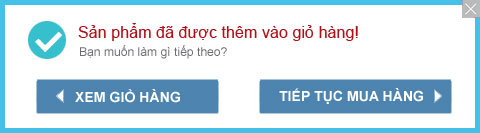 Sản phẩm đã được thêm vào giỏ hàng!
Bạn muốn làm gì tiếp theo?
XEM GIỎ HÀNG
TIẾP TỤC MUA HÀNG